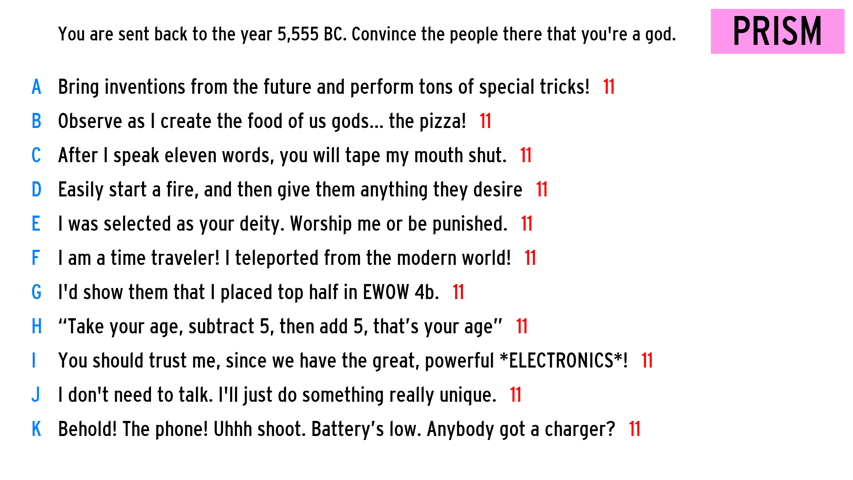 You are sent back to the year 5,555 BC. Convince the people there that you're a god.
PRISM
A Bring inventions from the future and perform tons of special tricks! 11
B Observe as I create the food of us gods... the pizza! 11
C After I speak eleven words, you will tape my mouth shut. 11
D Easily start a fire, and then give them anything they desire 11
E I was selected as your deity. Worship me or be punished. 11
F I am a time traveler! I teleported from the modern world! 11
G I'd show them that I placed top half in EWOW 4b. 11
H “Take your age, subtract 5, then add 5, that’s your age” 11
I You should trust me, since we have the great, powerful *ELECTRONICS*! 11
J I don't need to talk. I'll just do something really unique. 11
K Behold! The phone! Uhhh shoot. Battery’s low. Anybody got a charger? 11